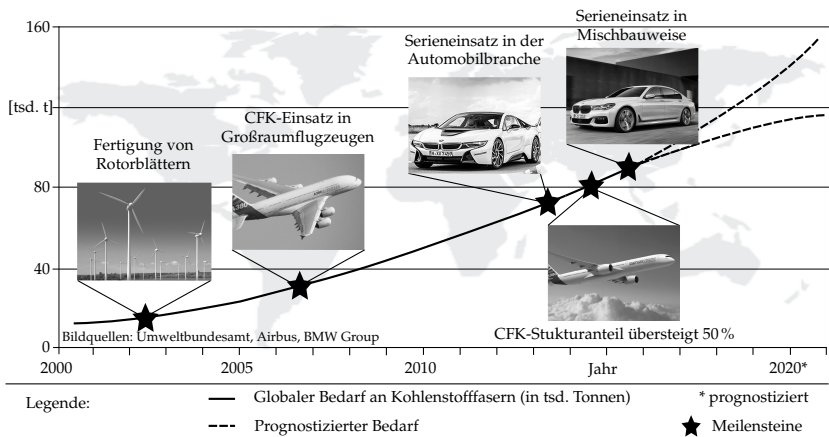 160
[tsd. t]
80
40
0
Fertigung von
Rotorblättern
CFK-Einsatz in
Großraumflugzeugen
Serieneinsatz in der
Automobilbranche
Serieneinsatz in
Mischbauweise
CFK-Stukturanteil übersteigt 50 %
Bildquellen: Umweltbundesamt, Airbus, BMW Group
2000 2005 2010 Jahr 2020*
Legende:
Globaler Bedarf an Kohlenstofffasern (in tsd. Tonnen)
* prognostiziert
Prognostizierter Bedarf
Meilensteine